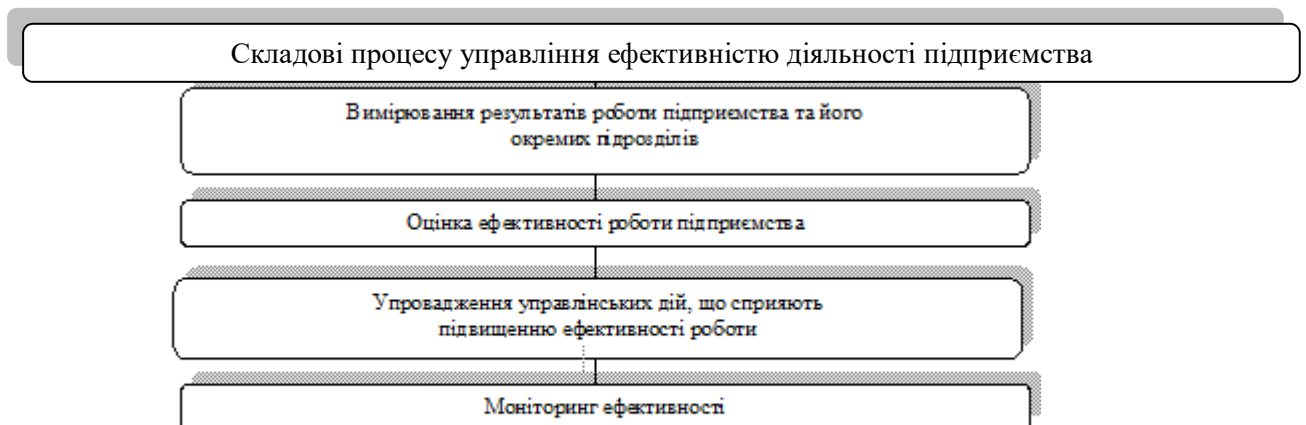 Складові процесу управління ефективністю діяльності підприємства
Вимірювання результатів роботи підприємства та його
окремих підрозділів
Оцінка ефективності роботи підприємства
Упровадження управлінських дій, що сприяють
підвищенню ефективності роботи
Моніторинг ефективності